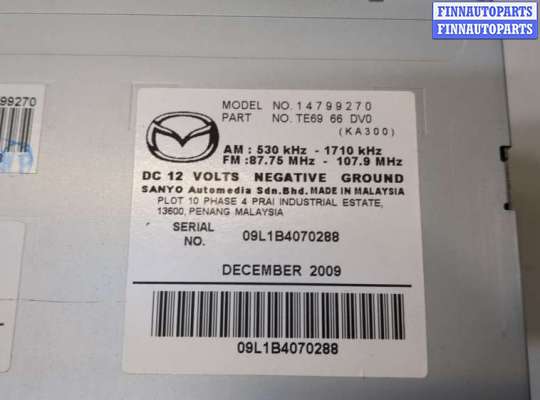 FINNAUTOPARTS
FINNAUTOPARTS
99270
MODEL NO. 14799270
PART NO. TE69 66 DV0
(KA300)
AM : 530 kHz - 1710 kHz
FM : 87.75 MHz - 107.9 MHz
DC 12 VOLTS NEGATIVE GROUND
SANYO Automedia Sdn.Bhd. MADE IN MALAYSIA
PLOT 10 PHASE 4 PRAI INDUSTRIAL ESTATE,
13600, PENANG MALAYSIA
SERIAL
NO. 09L1B4070288
DECEMBER 2009
09L1B4070288